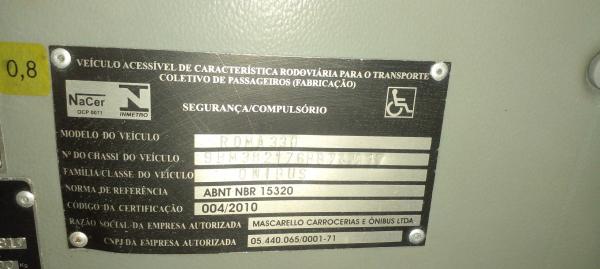 0,8
VEÍCULO ACESSÍVEL DE CARACTERÍSTICA RODOVIÁRIA PARA O TRANSPORTE
COLETIVO DE PASSAGEIROS (FABRICAÇÃO)
NaCer
OCP 0071
INMETRO
SEGURANÇA/COMPULSÓRIO
MODELO DO VEÍCULO ROMA330
Nº DO CHASSI DO VEÍCULO
FAMÍLIA/CLASSE DO VEÍCULO ONIBUS
NORMA DE REFERÊNCIA ABNT NBR 15320
CÓDIGO DA CERTIFICAÇÃO 004/2010
RAZÃO SOCIAL DA EMPRESA AUTORIZADA MASCARELLO CARROCERIAS E ÔNIBUS LTDA
CNPJ DA EMPRESA AUTORIZADA 05.440.065/0001-71